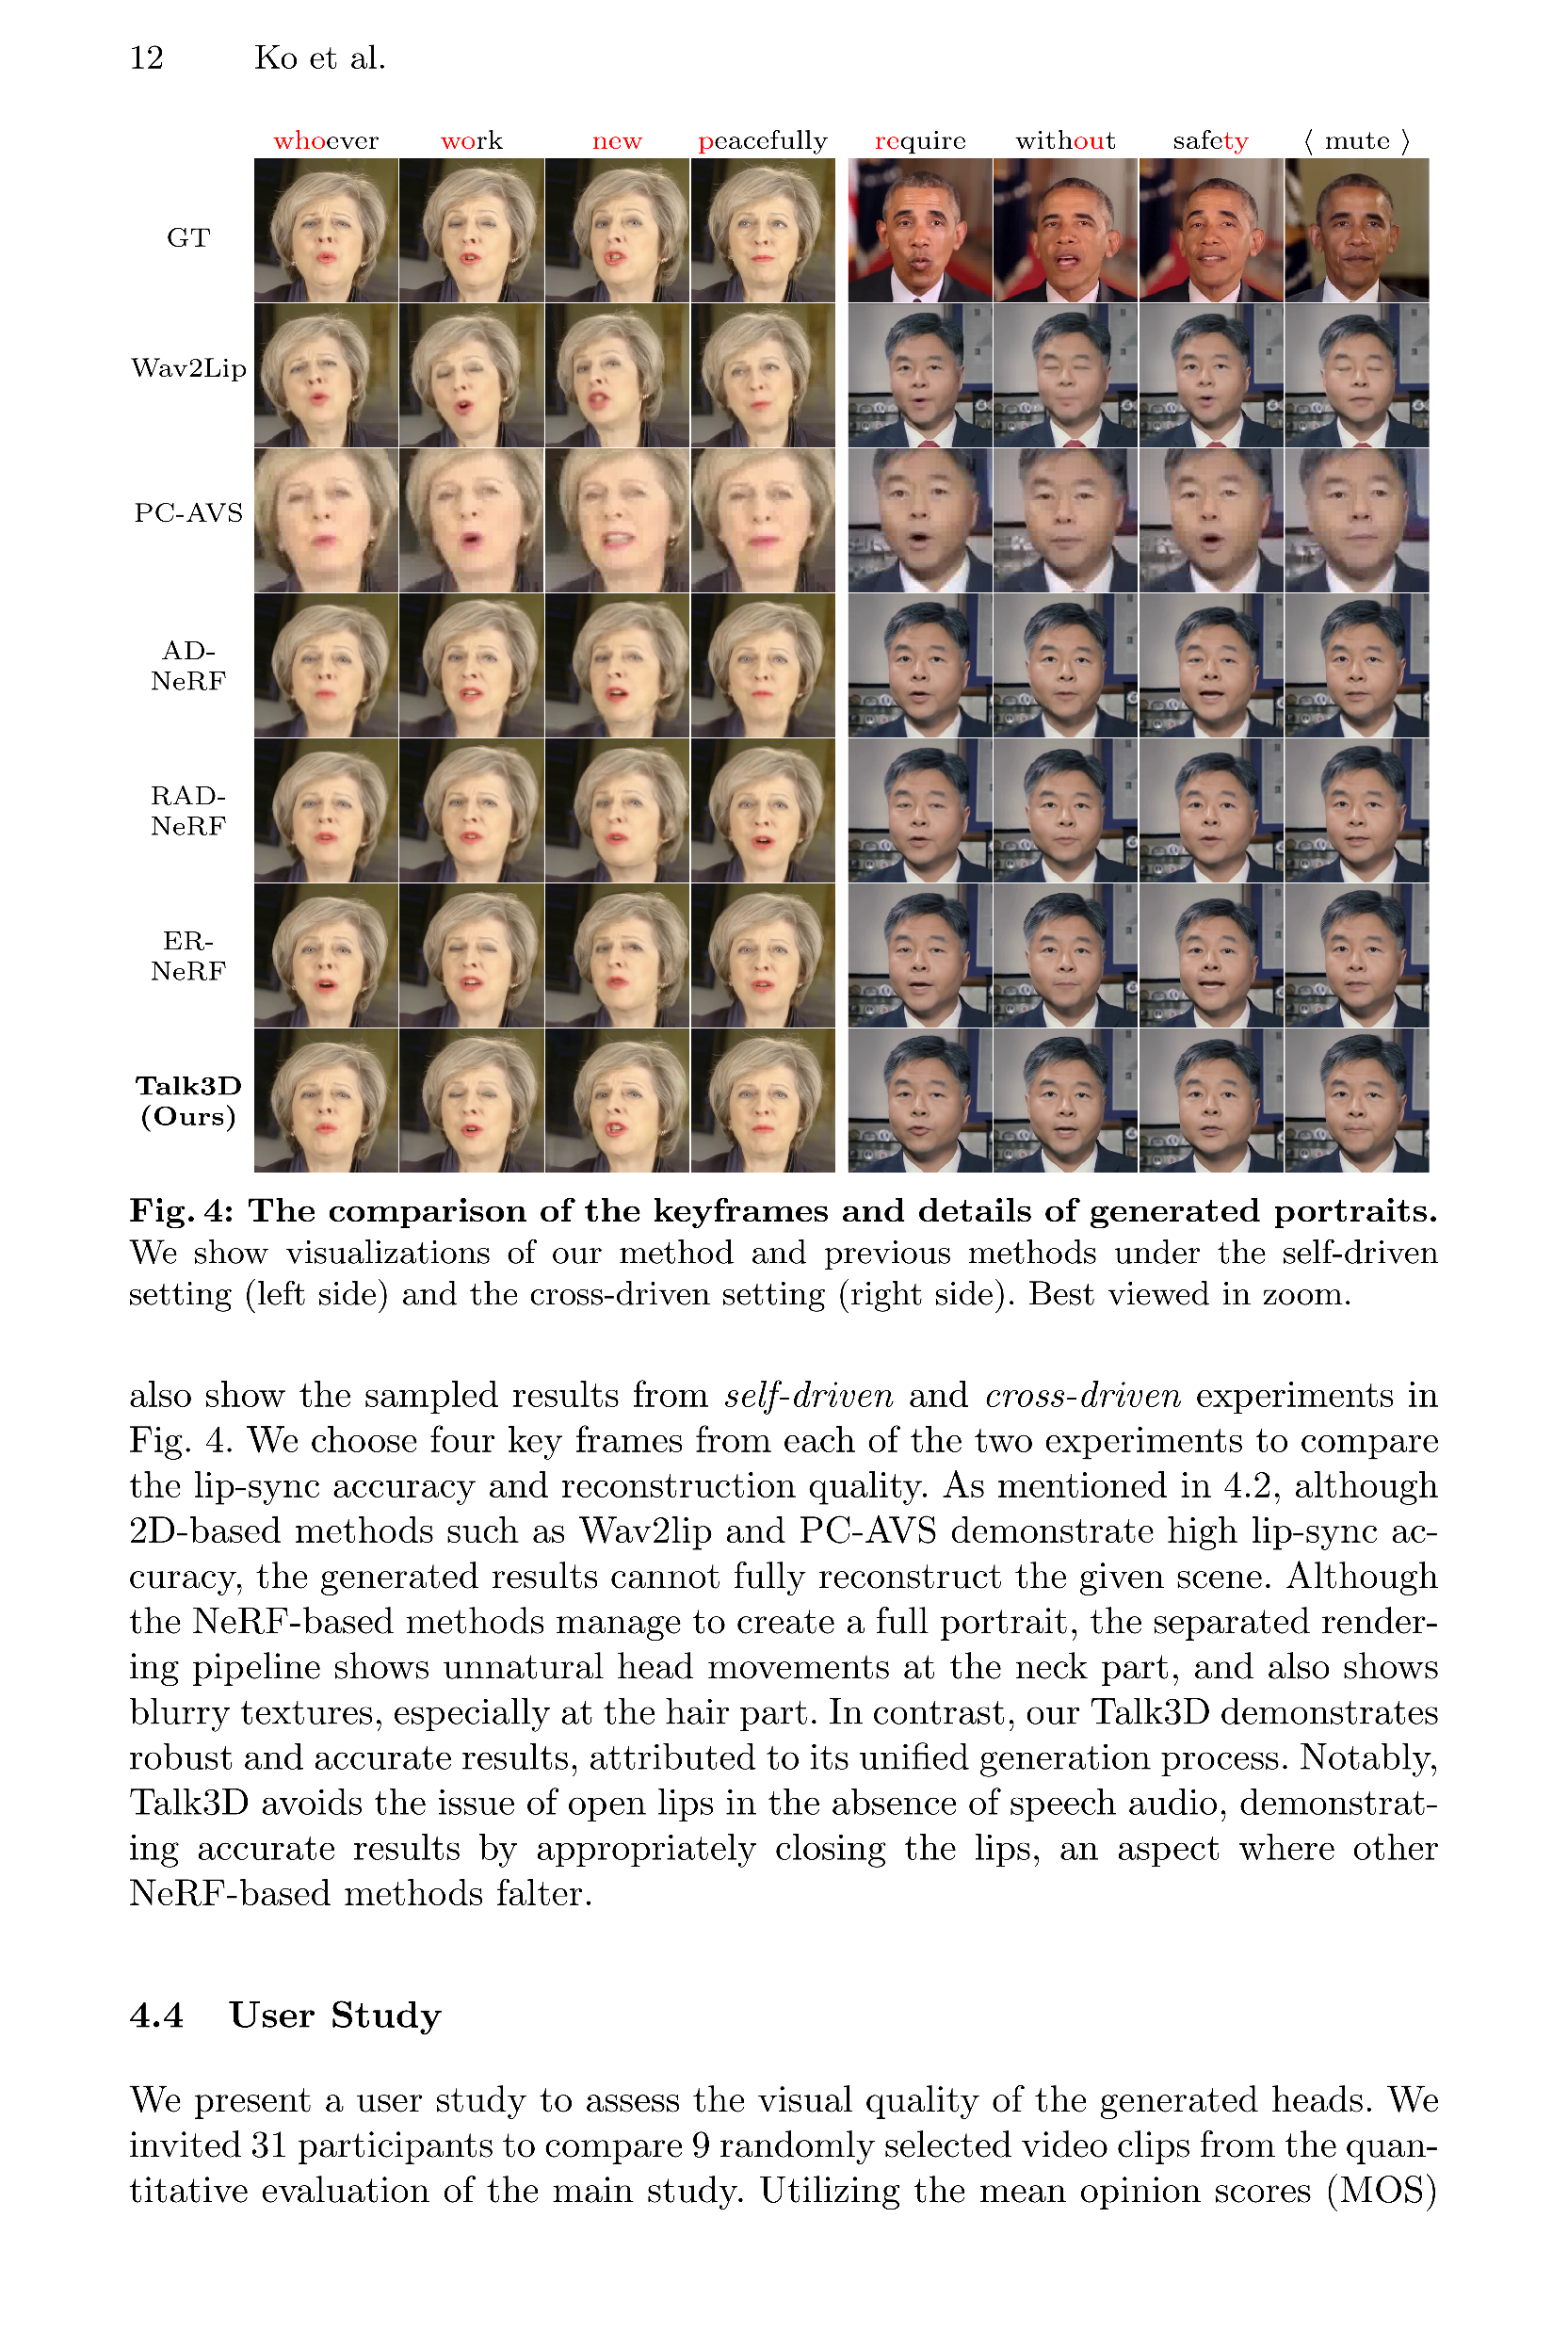 12 Ko et al.
whoever work new peacefully require without safety ⟨ mute ⟩
GT
Wav2Lip
PC-AVS
AD-
NeRF
RAD-
NeRF
ER-
NeRF
Talk3D
(Ours)
Fig. 4: The comparison of the keyframes and details of generated portraits.
We show visualizations of our method and previous methods under the self-driven
setting (left side) and the cross-driven setting (right side). Best viewed in zoom.
also show the sampled results from self-driven and cross-driven experiments in
Fig. 4. We choose four key frames from each of the two experiments to compare
the lip-sync accuracy and reconstruction quality. As mentioned in 4.2, although
2D-based methods such as Wav2lip and PC-AVS demonstrate high lip-sync ac-
curacy, the generated results cannot fully reconstruct the given scene. Although
the NeRF-based methods manage to create a full portrait, the separated render-
ing pipeline shows unnatural head movements at the neck part, and also shows
blurry textures, especially at the hair part. In contrast, our Talk3D demonstrates
robust and accurate results, attributed to its unified generation process. Notably,
Talk3D avoids the issue of open lips in the absence of speech audio, demonstrat-
ing accurate results by appropriately closing the lips, an aspect where other
NeRF-based methods falter.
4.4 User Study
We present a user study to assess the visual quality of the generated heads. We
invited 31 participants to compare 9 randomly selected video clips from the quan-
titative evaluation of the main study. Utilizing the mean opinion scores (MOS)